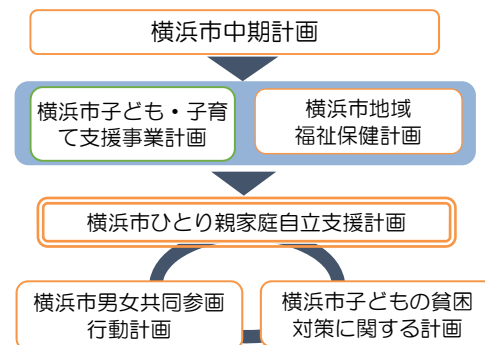 横浜市中期計画
横浜市子ども・子育
て支援事業計画
横浜市地域
福祉保健計画
横浜市ひとり親家庭自立支援計画
横浜市男女共同参画
行動計画
横浜市子どもの貧困
対策に関する計画